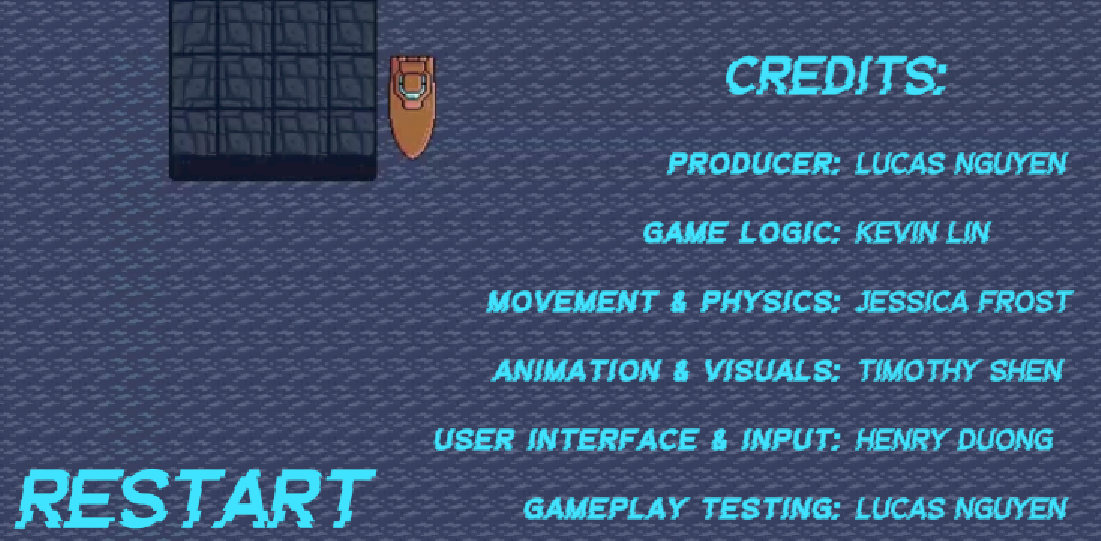 CREDITS:
PRODUCER: LUCAS NGUYEN
GAME LOGIC: KEVIN LIN
MOVEMENT & PHYSICS: JESSICA FROST
ANIMATION & VISUALS: TIMOTHY SHEN
USER INTERFACE & INPUT: HENRY DUONG
RESTART
GAMEPLAY TESTING: LUCAS NGUYEN